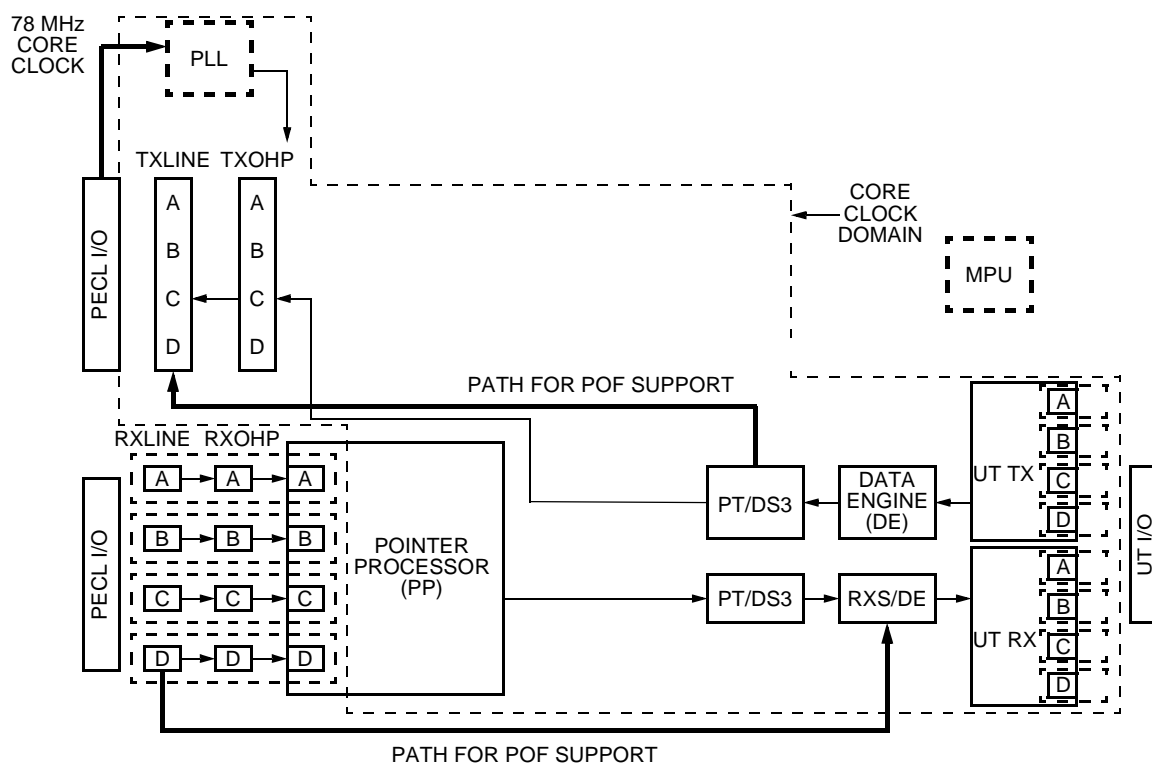 78 MHz
CORE
CLOCK
PLL
TXLINE TXOHP
PECL I/O
A A
B B
C C
D D
CORE
CLOCK
DOMAIN
MPU
PATH FOR POF SUPPORT
RXLINE RXOHP
PECL I/O
A A A
B B B
C C C
D D D
POINTER
PROCESSOR
(PP)
PT/DS3
DATA
ENGINE
(DE)
UT TX
A
B
C
D
PT/DS3
RXS/DE
UT RX
A
B
C
D
UT I/O
PATH FOR POF SUPPORT